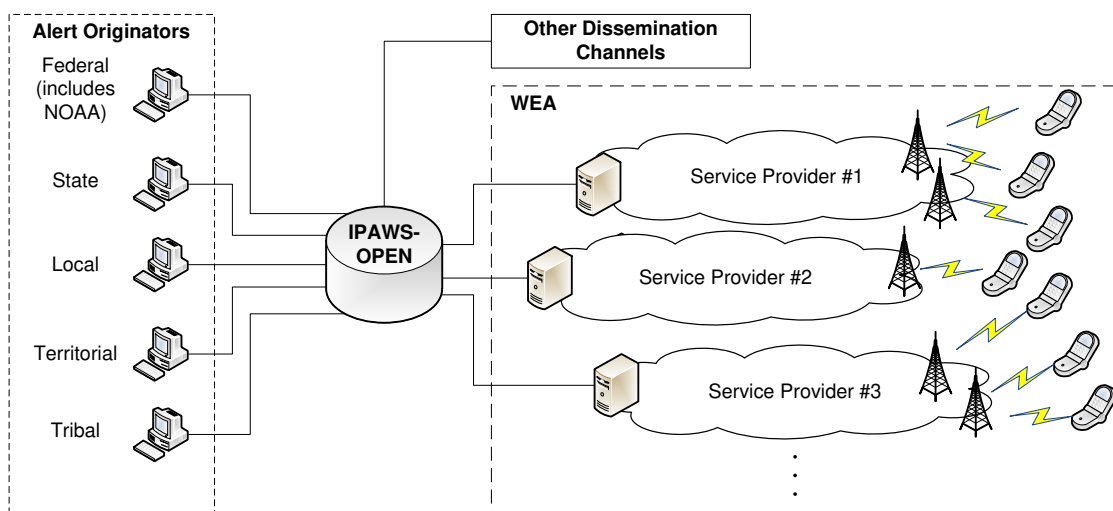 Alert Originators
Federal
(includes
NOAA)
State
Local
Territorial
Tribal
IPAWS-
OPEN
Other Dissemination
Channels
WEA
Service Provider #1
Service Provider #2
Service Provider #3